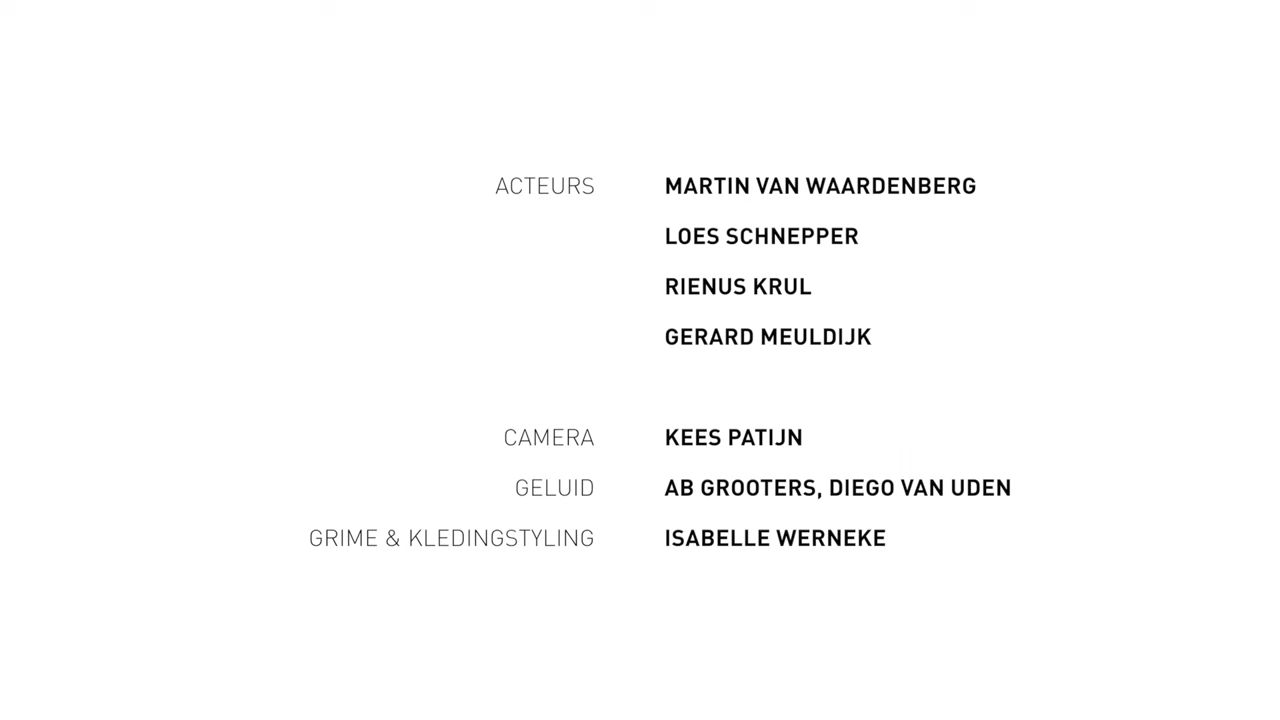 ACTEURS MARTIN VAN WAARDENBERG
LOES SCHNEPPER
RIENUS KRUL
GERARD MEULDIJK
CAMERA KEES PATIJN
GELUID AB GROOTERS, DIEGO VAN UDEN
GRIME & KLEDINGSTYLING ISABELLE WERNEKE